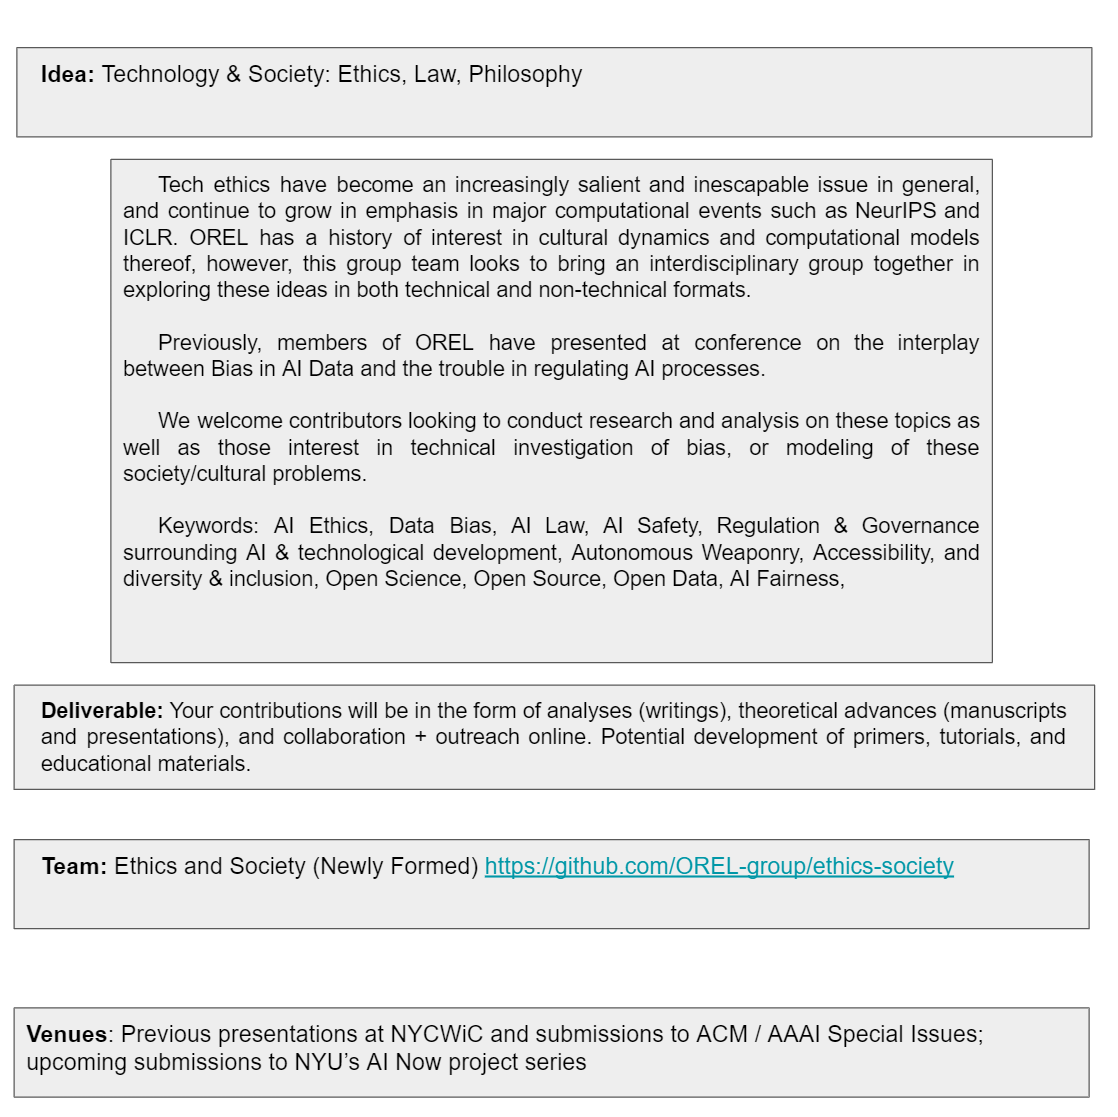 Idea: Technology & Society: Ethics, Law, Philosophy
Tech ethics have become an increasingly salient and inescapable issue in general,
and continue to grow in emphasis in major computational events such as NeurIPS and
ICLR. OREL has a history of interest in cultural dynamics and computational models
thereof, however, this group team looks to bring an interdisciplinary group together in
exploring these ideas in both technical and non-technical formats.
Previously, members of OREL have presented at conference on the interplay
between Bias in AI Data and the trouble in regulating AI processes.
We welcome contributors looking to conduct research and analysis on these topics as
well as those interest in technical investigation of bias, or modeling of these
society/cultural problems.
Keywords: AI Ethics, Data Bias, AI Law, AI Safety, Regulation & Governance
surrounding AI & technological development, Autonomous Weaponry, Accessibility, and
diversity & inclusion, Open Science, Open Source, Open Data, AI Fairness,
Deliverable: Your contributions will be in the form of analyses (writings), theoretical advances (manuscripts
and presentations), and collaboration + outreach online. Potential development of primers, tutorials, and
educational materials.
Team: Ethics and Society (Newly Formed) https://github.com/OREL-group/ethics-society
Venues: Previous presentations at NYCWiC and submissions to ACM / AAAI Special Issues;
upcoming submissions to NYU’s AI Now project series